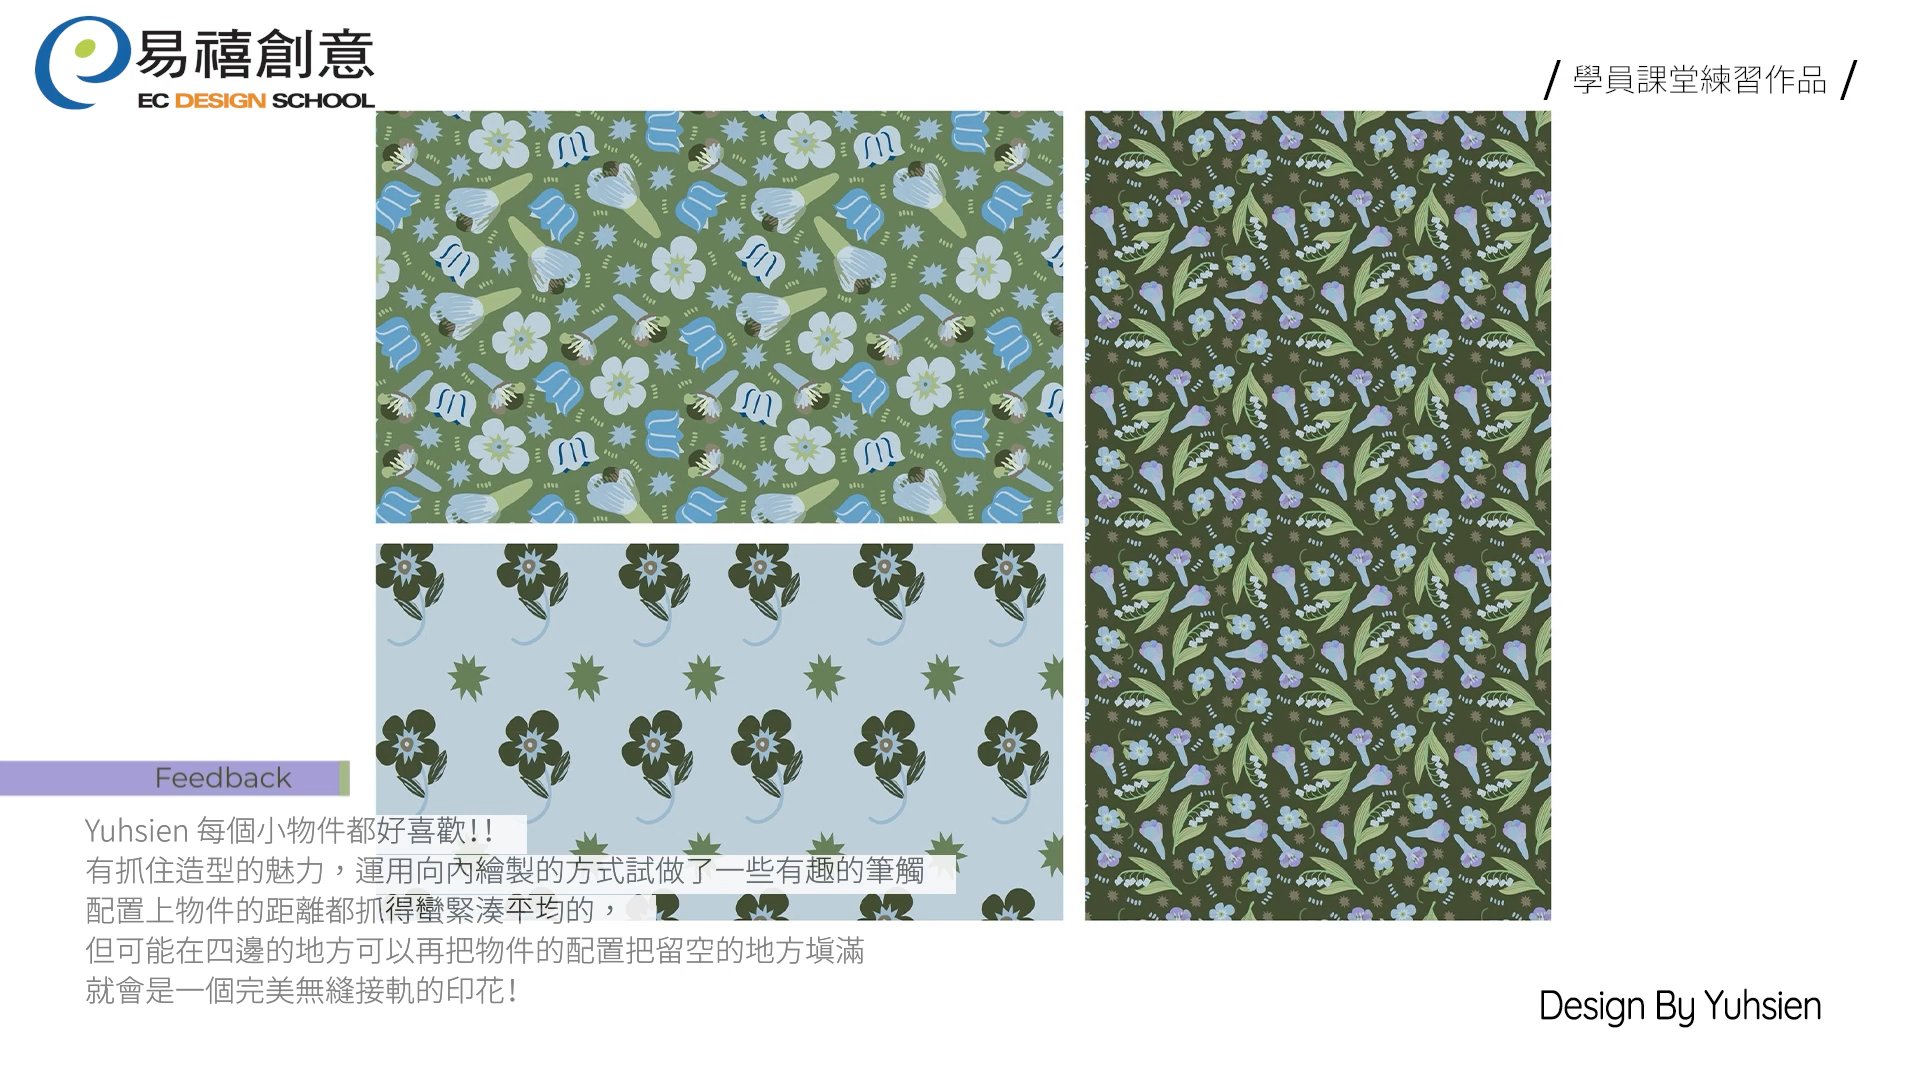 易禧創意
EC DESIGN SCHOOL
/ 學員課堂練習作品 /
Feedback
Yuhsien 每個小物件都好喜歡!!
有抓住造型的魅力，運用向內繪製的方式試做了一些有趣的筆觸
配置上物件的距離都抓得蠻緊湊平均的，
但可能在四邊的地方可以再把物件的配置把留空的地方填滿
就會是一個完美無縫接軌的印花!
Design By Yuhsien